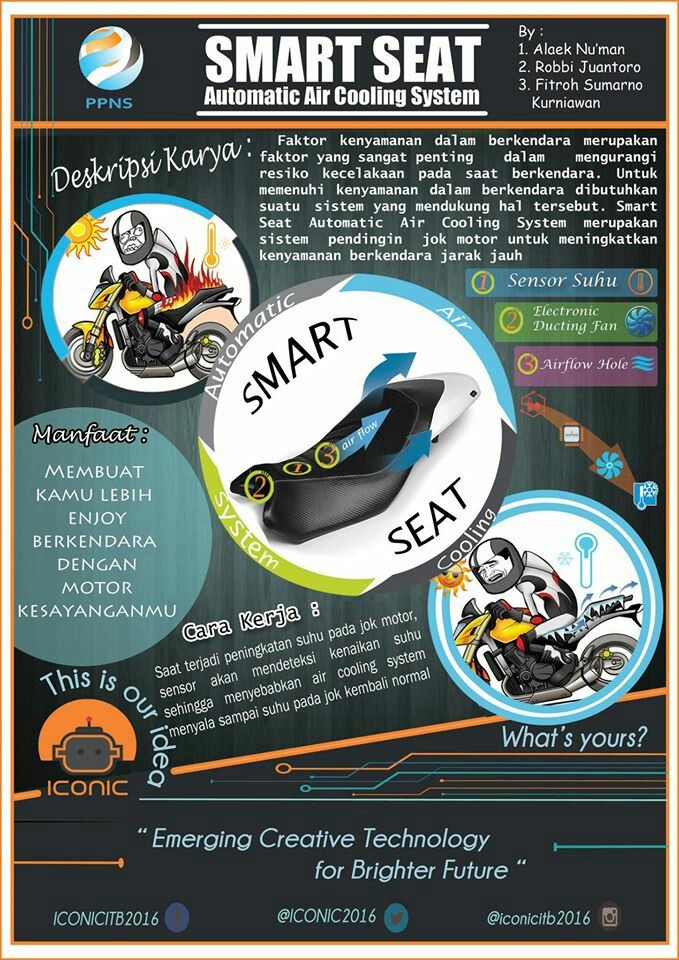 PPNS
SMART SEAT
Automatic Air Cooling System
By :
1. Alaek Nu'man
2. Robbi Juantoro
3. Fitroh Sumarno
Kurniawan
Deskripsi Karya :
Faktor kenyamanan dalam berkendara merupakan
faktor yang sangat penting dalam mengurangi
resiko kecelakaan pada saat berkendara. Untuk
memenuhi kenyamanan dalam berkendara dibutuhkan
suatu sistem yang mendukung hal tersebut. Smart
Seat Automatic Air Cooling System merupakan
sistem pendingin jok motor untuk meningkatkan
kenyamanan berkendara jarak jauh
1 Sensor Suhu
2 Electronic
Ducting Fan
3 Airflow Hole
Automatic
Air
SMART
air flow
3
1
2
SEAT
System
Cooling
Manfaat :
MEMBUAT
KAMU LEBIH
ENJOY
BERKENDARA
DENGAN
MOTOR
KESAYANGANMU
Cara Kerja :
Saat terjadi peningkatan suhu pada jok motor,
sensor akan mendeteksi kenaikan suhu
sehingga menyebabkan air cooling system
menyala sampai suhu pada jok kembali normal
This is our idea
ICONIC
What's yours?
“ Emerging Creative Technology
for Brighter Future “
ICONICITB2016
@ICONIC2016
@iconicitb2016